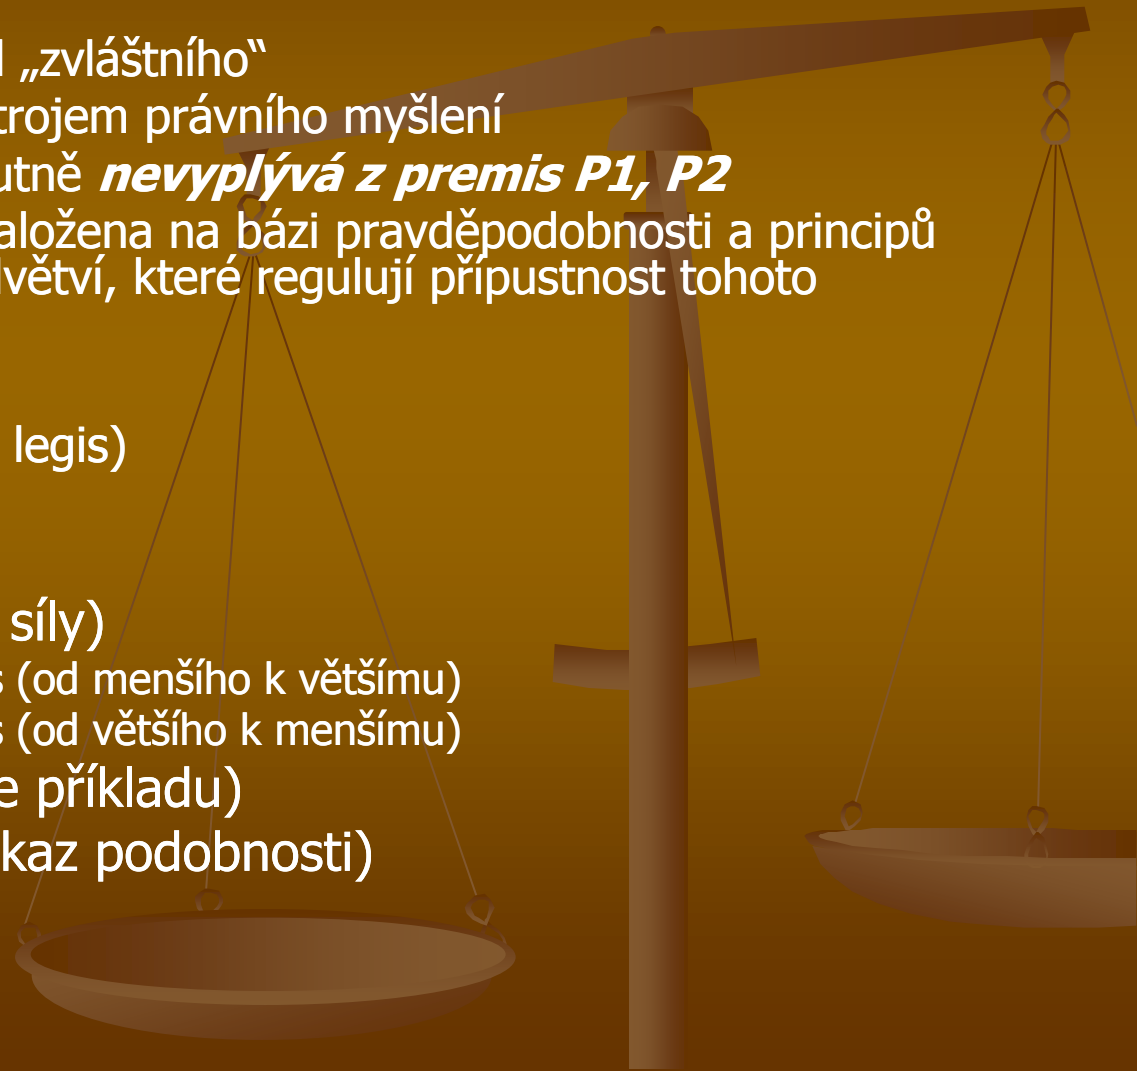 „zvláštního“
trojem právního myšlení
utně nevyplývá z premis P1, P2
aložena na bázi pravděpodobnosti a principů
větví, které regulují přípustnost tohoto
legis)
síly)
s (od menšího k většímu)
s (od většího k menšímu)
e příkladu)
kaz podobnosti)